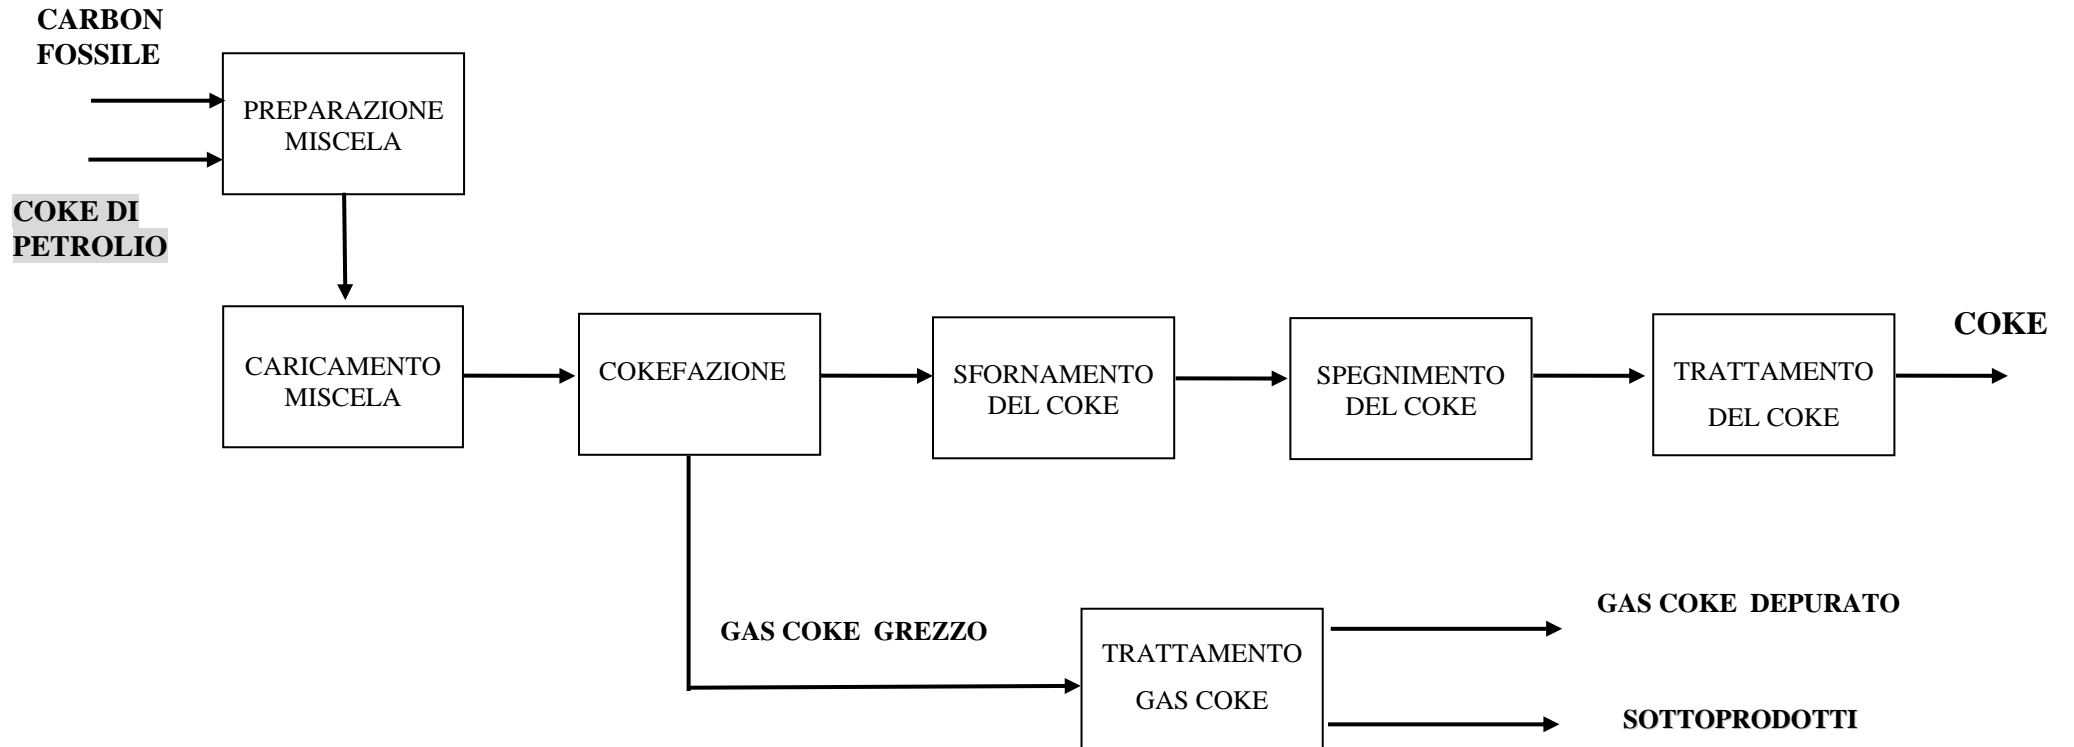 CARBON
FOSSILE
PREPARAZIONE
MISCELA
COKE DI
PETROLIO
CARICAMENTO
MISCELA
COKEFAZIONE
SFORNAMENTO
DEL COKE
SPEGNIMENTO
DEL COKE
TRATTAMENTO
DEL COKE
COKE
GAS COKE GREZZO
TRATTAMENTO
GAS COKE
GAS COKE DEPURATO
SOTTOPRODOTTI